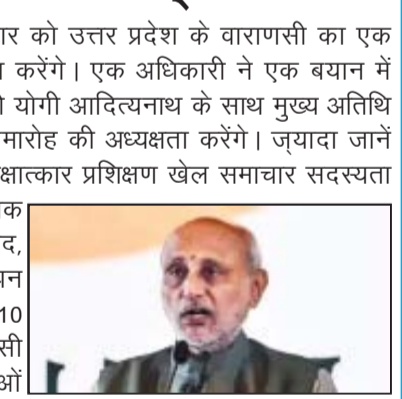 को उत्तर प्रदेश के वाराणसी का एक
करेंगे। एक अधिकारी ने एक बयान में
योगी आदित्यनाथ के साथ मुख्य अतिथि
की अध्यक्षता करेंगे। ज्यादा जानें
प्रशिक्षण खेल समाचार सदस्यता
10